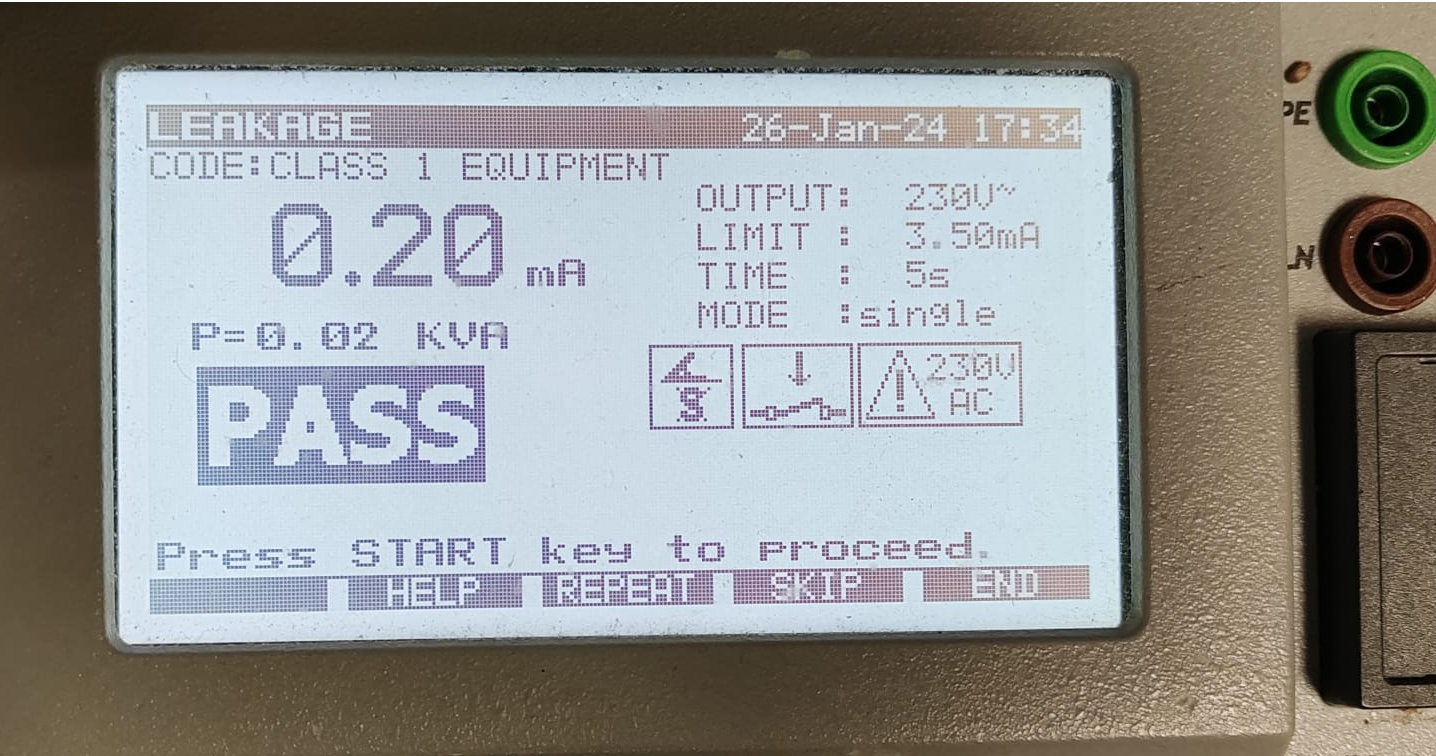 LEAKAGE 26-Jan-24 17:34
CODE:CLASS 1 EQUIPMENT
OUTPUT: 230V~
0.20 mA
LIMIT : 3.50mA
TIME : 5s
MODE :single
P=0.02 KVA
230V
AC
PASS
Press START key to proceed.
HELP REPEAT SKIP END
PE
LN